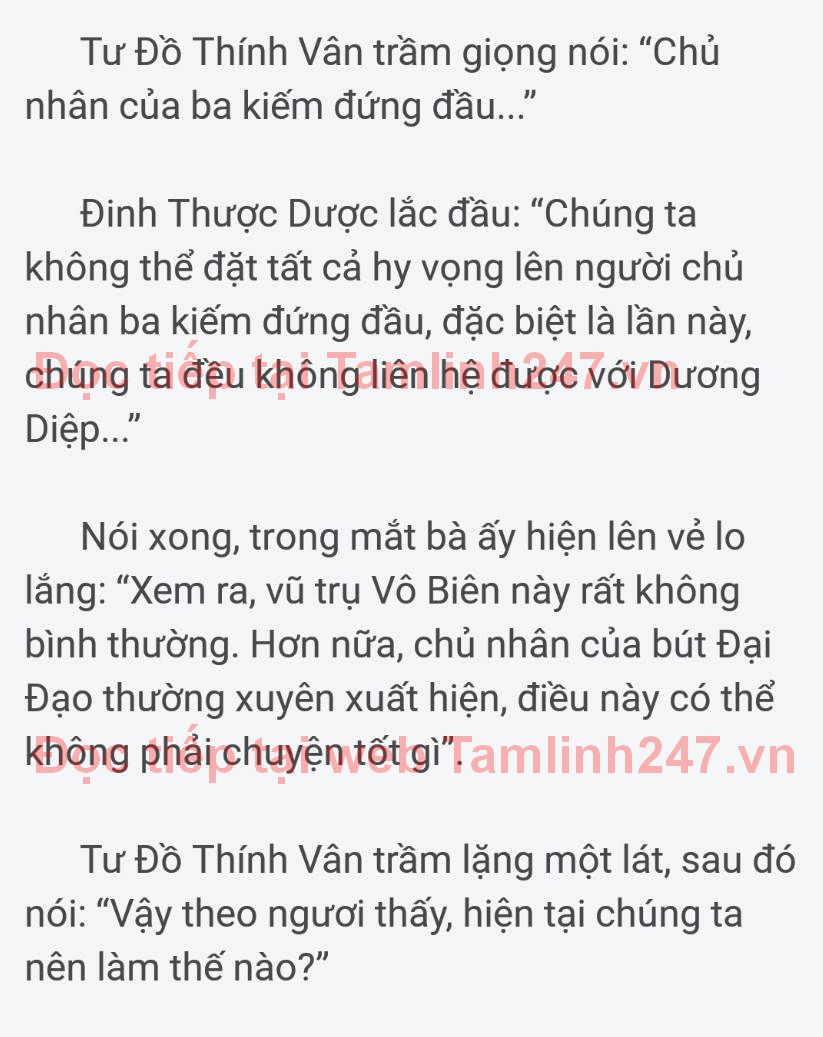 Tư Đồ Thính Vân trầm giọng nói: “Chủ
nhân của ba kiếm đứng đầu...”
Đinh Thược Dược lắc đầu: “Chúng ta
không thể đặt tất cả hy vọng lên người chủ
nhân ba kiếm đứng đầu, đặc biệt là lần này,
chúng ta đều không liên hệ được với Dương
Đọc tiếp tại Tamlinh247.vn
Diệp...”
Nói xong, trong mắt bà ấy hiện lên vẻ lo
lắng: “Xem ra, vũ trụ Vô Biên này rất không
bình thường. Hơn nữa, chủ nhân của bút Đại
Đạo thường xuyên xuất hiện, điều này có thể
không phải chuyện tốt gì”.
Đọc tiếp tại web Tamlinh247.vn
Tư Đồ Thính Vân trầm lặng một lát, sau đó
nói: “Vậy theo ngươi thấy, hiện tại chúng ta
nên làm thế nào?”